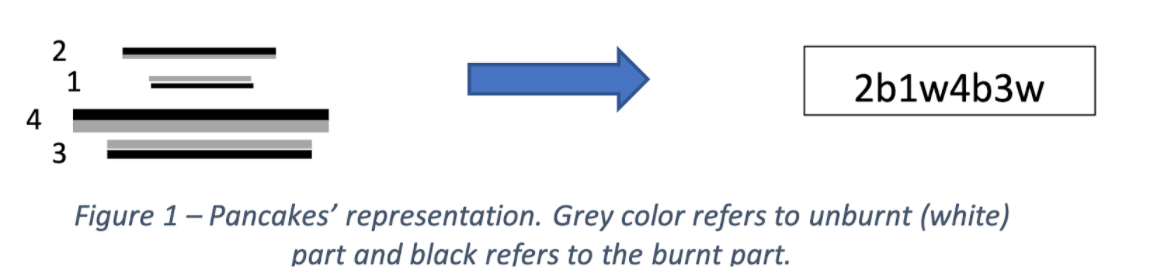 2
1
4
3
2b1w4b3w
Figure 1 – Pancakes' representation. Grey color refers to unburnt (white)
part and black refers to the burnt part.